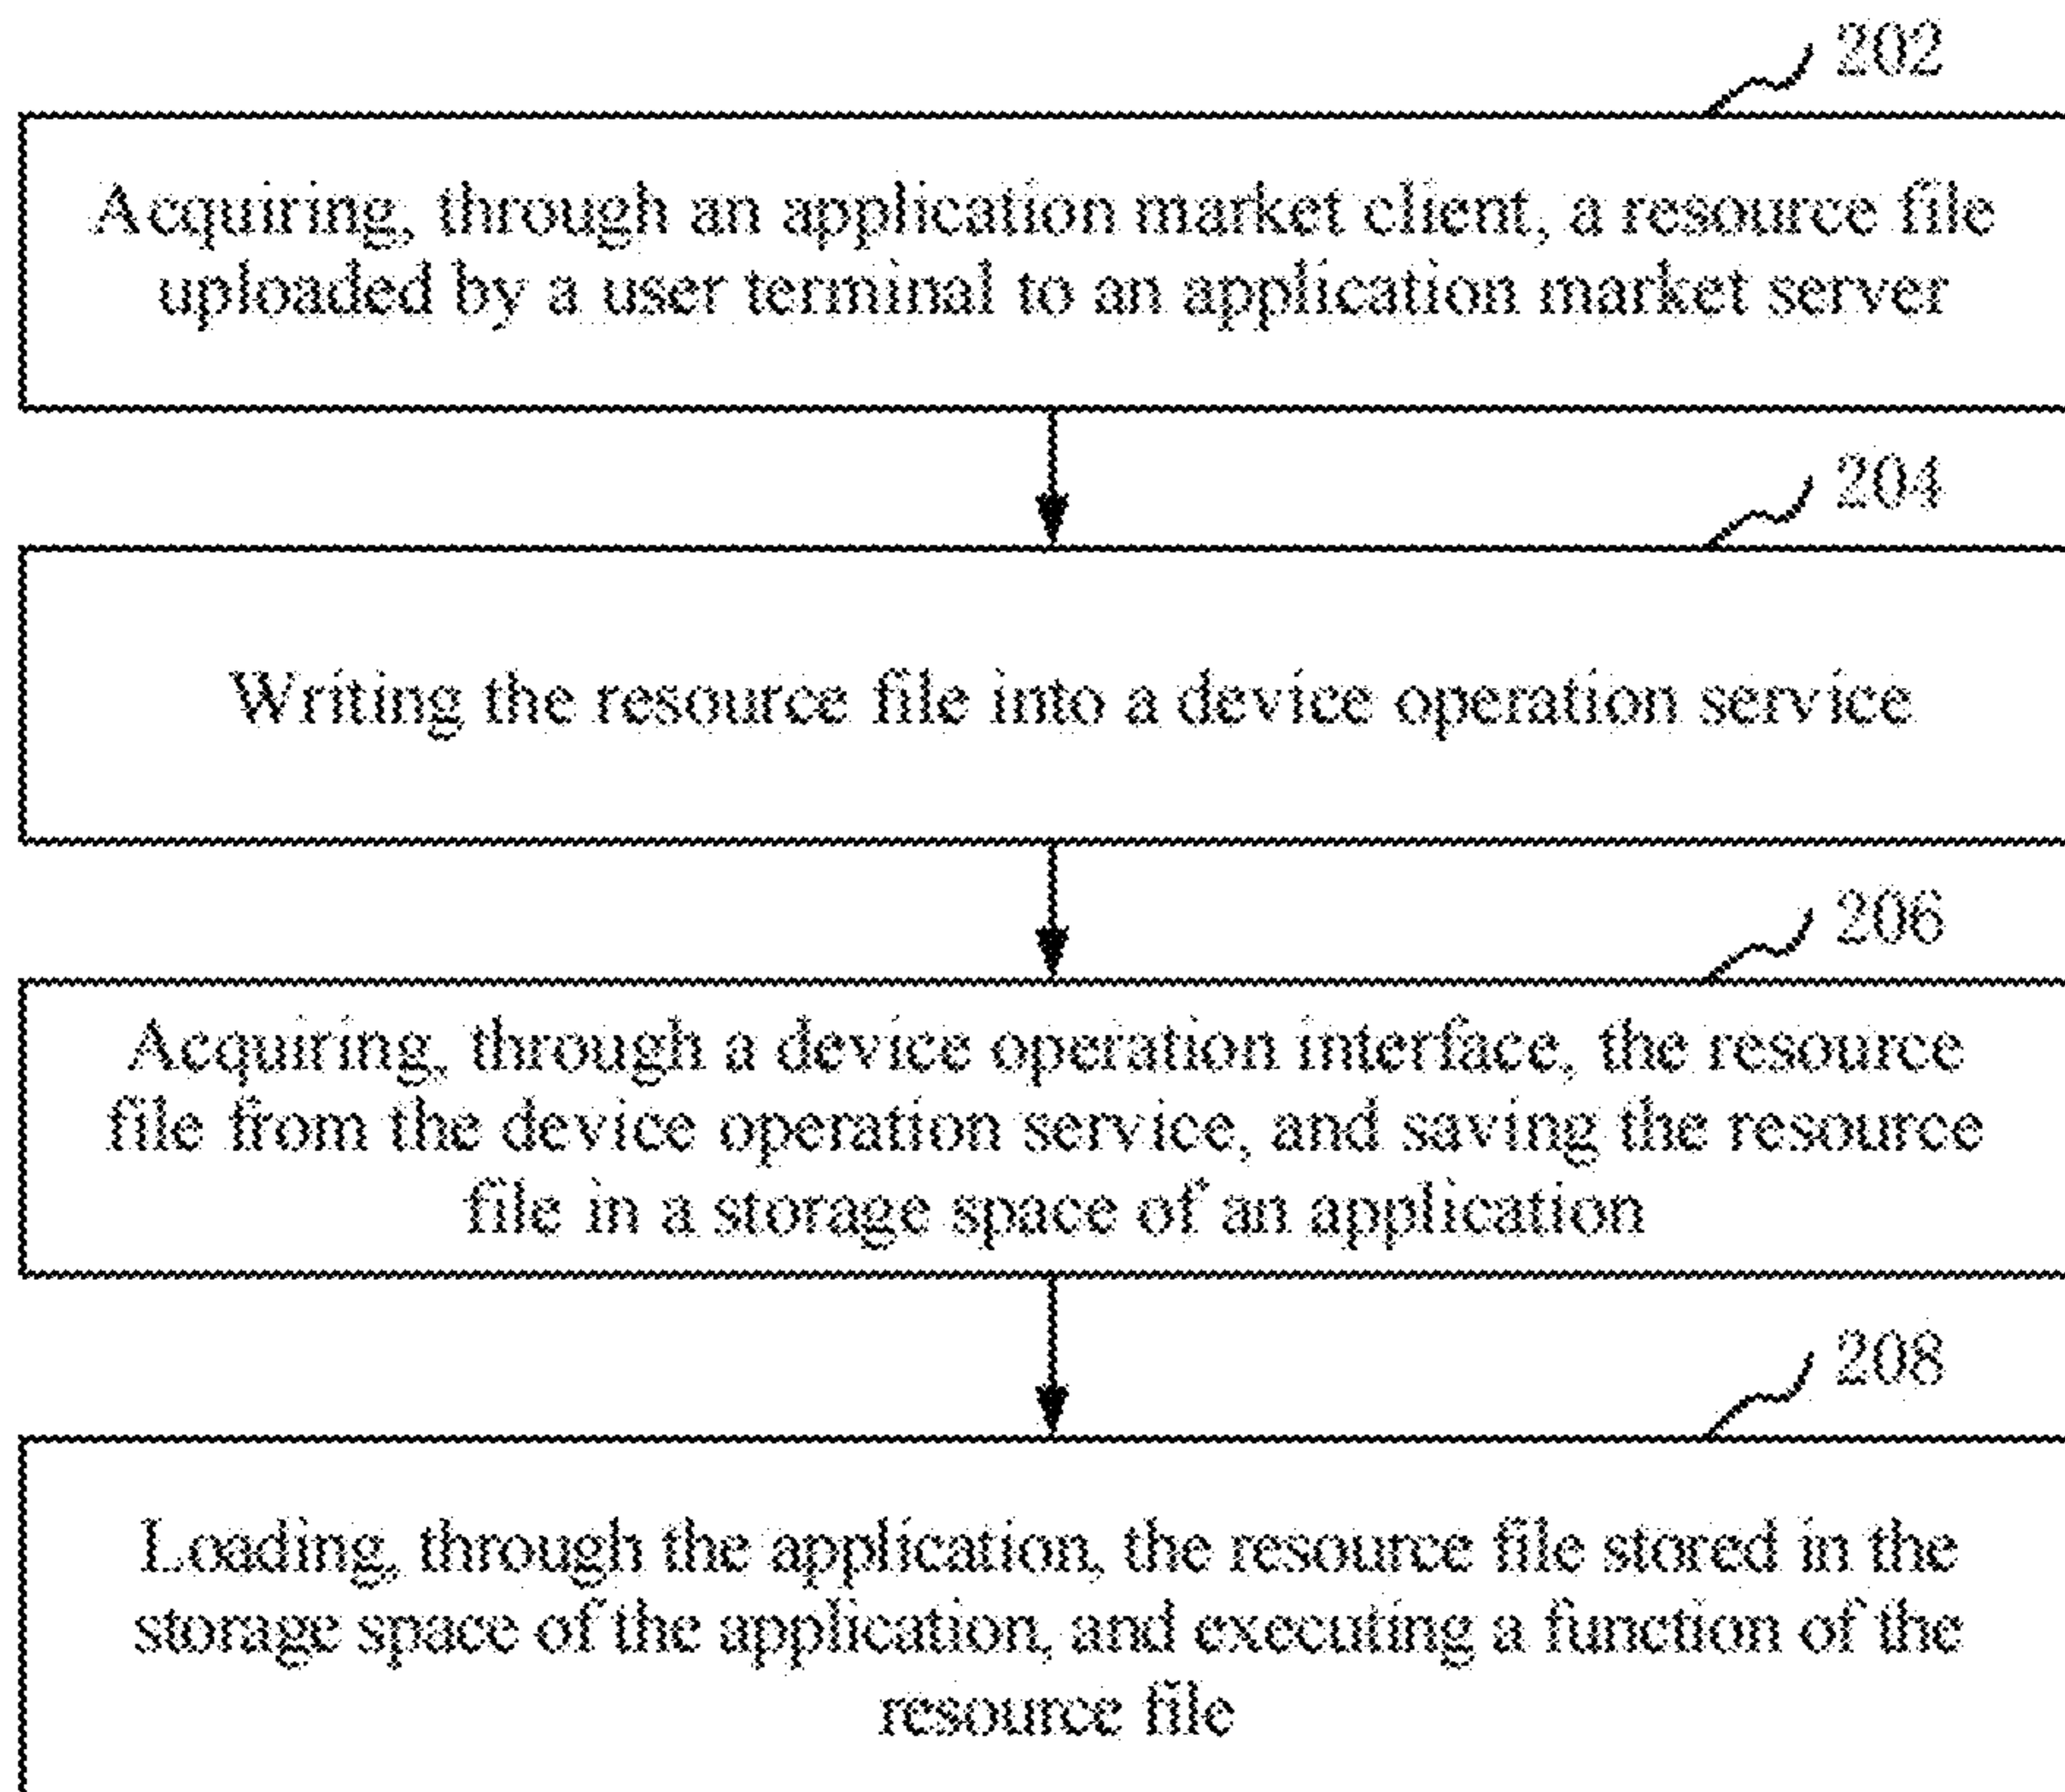 202
Acquiring, through an application market client, a resource file
uploaded by a user terminal to an application market server
204
Writing the resource file into a device operation service
206
Acquiring, through a device operation interface, the resource
file from the device operation service, and saving the resource
file in a storage space of an application
208
Loading, through the application, the resource file stored in the
storage space of the application, and executing a function of the
resource file